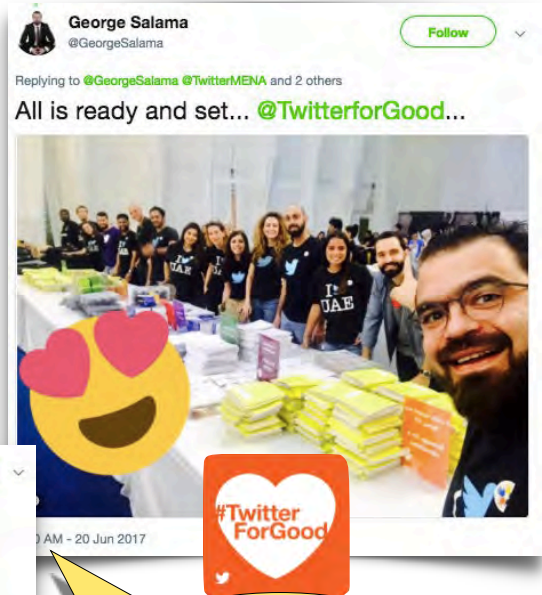 George Salama
@GeorgeSalama
Follow
Replying to @GeorgeSalama @TwitterMENA and 2 others
All is ready and set... @TwitterforGood...
UAE
UAE
0 AM - 20 Jun 2017
#Twitter
ForGood